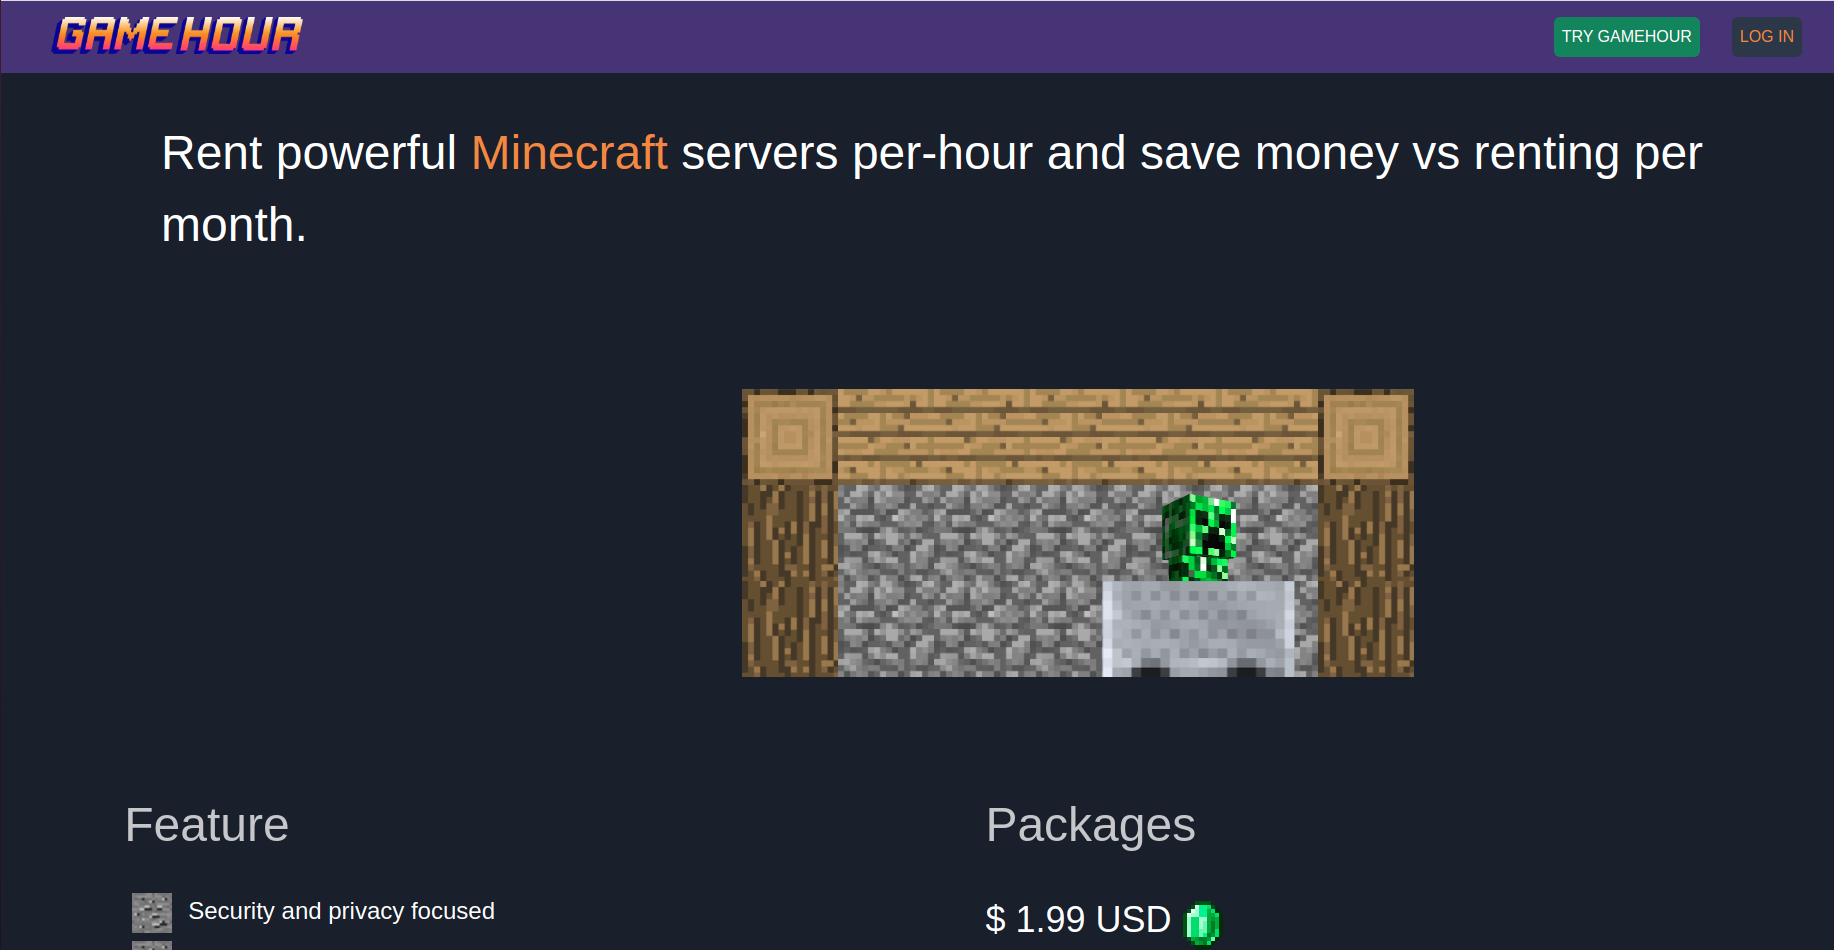 GAMEHOUR
TRY GAMEHOUR
LOG IN
Rent powerful Minecraft servers per-hour and save money vs renting per
month.
Feature
Packages
Security and privacy focused
$ 1.99 USD